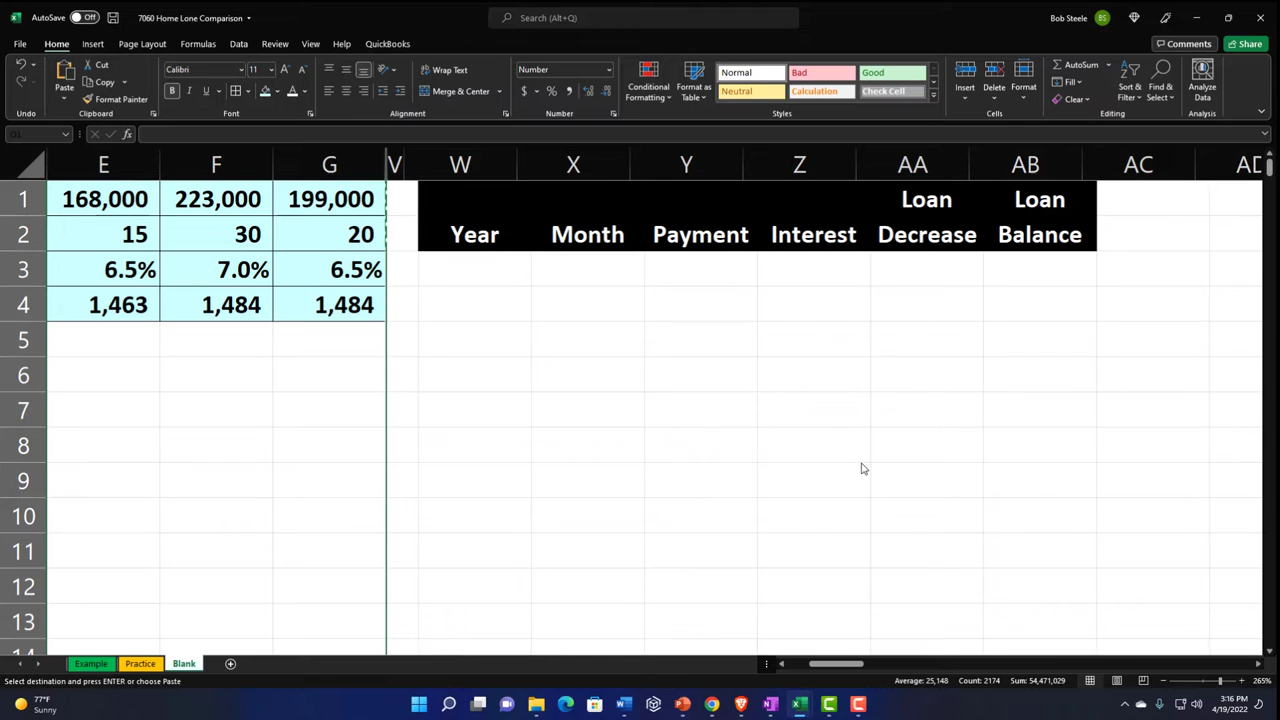 AutoSave Off 7060 Home Lone Comparison Search (Alt+Q) Bob Steele BS
File Home Insert Page Layout Formulas Data Review View Help QuickBooks Comments Share
Cut Calibri 11 Wrap Text Number Normal Bad Good AutoSum
Paste Copy Conditional Format as Insert Delete Format Fill Sort & Find & Analyze
Format Painter B I U Merge & Center $ % Formatting Table Neutral Calculation Check Cell Clear Filter Select Data
Undo Clipboard Font Alignment Number Styles Cells Editing Analysis
fx
E F G V W X Y Z AA AB AC AD
1 168,000 223,000 199,000 Loan Loan
2 15 30 20 Year Month Payment Interest Decrease Balance
3 6.5% 7.0% 6.5%
4 1,463 1,484 1,484
5
6
7
8
9
10
11
12
13
14
Example Practice Blank
Select destination and press ENTER or choose Paste Average: 25,148 Count: 2174 Sum: 54,471,029 265%
77°F
Sunny
3:16 PM
4/19/2022